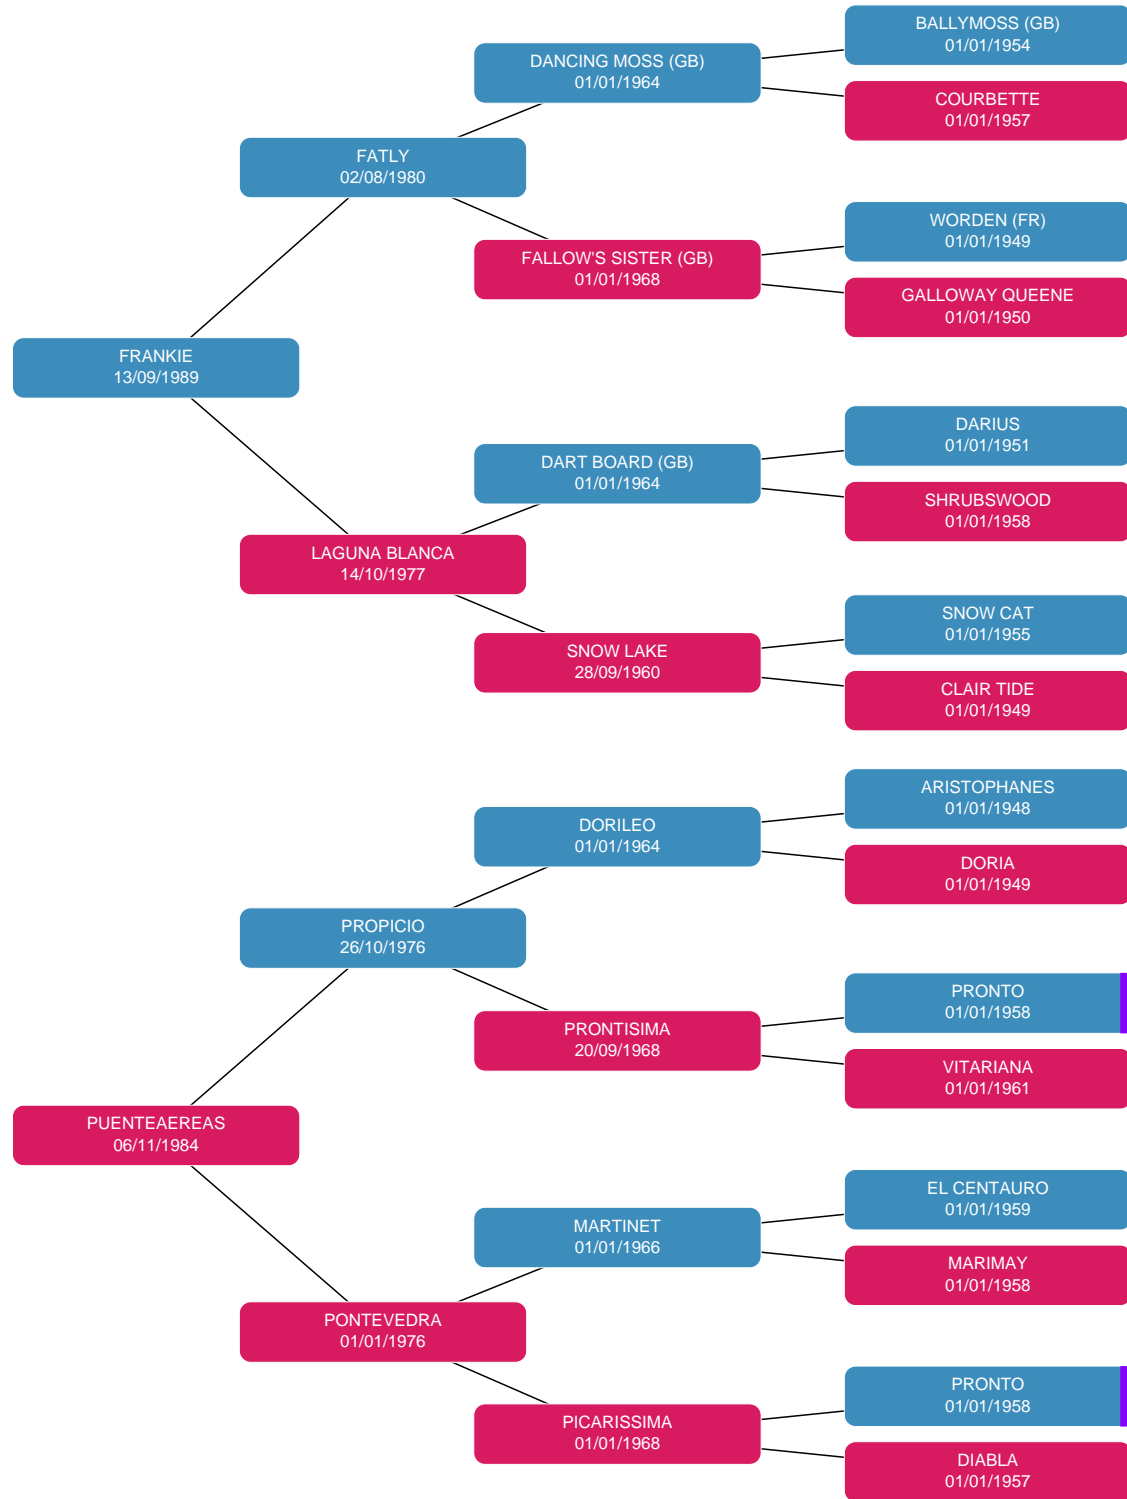 BALLYMOSS (GB)
01/01/1954
DANCING MOSS (GB)
01/01/1964
COURBETTE
01/01/1957
FATLY
02/08/1980
WORDEN (FR)
01/01/1949
FALLOW'S SISTER (GB)
01/01/1968
GALLOWAY QUEENE
01/01/1950
FRANKIE
13/09/1989
DARIUS
01/01/1951
DART BOARD (GB)
01/01/1964
SHRUBSWOOD
01/01/1958
LAGUNA BLANCA
14/10/1977
SNOW CAT
01/01/1955
SNOW LAKE
28/09/1960
CLAIR TIDE
01/01/1949
ARISTOPHANES
01/01/1948
DORILEO
01/01/1964
DORIA
01/01/1949
PROPICIO
26/10/1976
PRONTO
01/01/1958
PRONTISIMA
20/09/1968
VITARIANA
01/01/1961
PUENTEAEREAS
06/11/1984
EL CENTAURO
01/01/1959
MARTINET
01/01/1966
MARIMAY
01/01/1958
PONTEVEDRA
01/01/1976
PRONTO
01/01/1958
PICARISSIMA
01/01/1968
DIABLA
01/01/1957